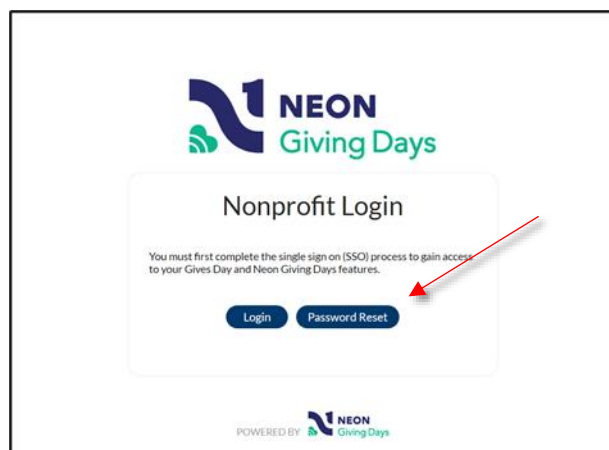 NEON
Giving Days
Nonprofit Login
You must first complete the single sign on (SSO) process to gain access
to your Gives Day and Neon Giving Days features.
Login Password Reset
POWERED BY NEON
Giving Days